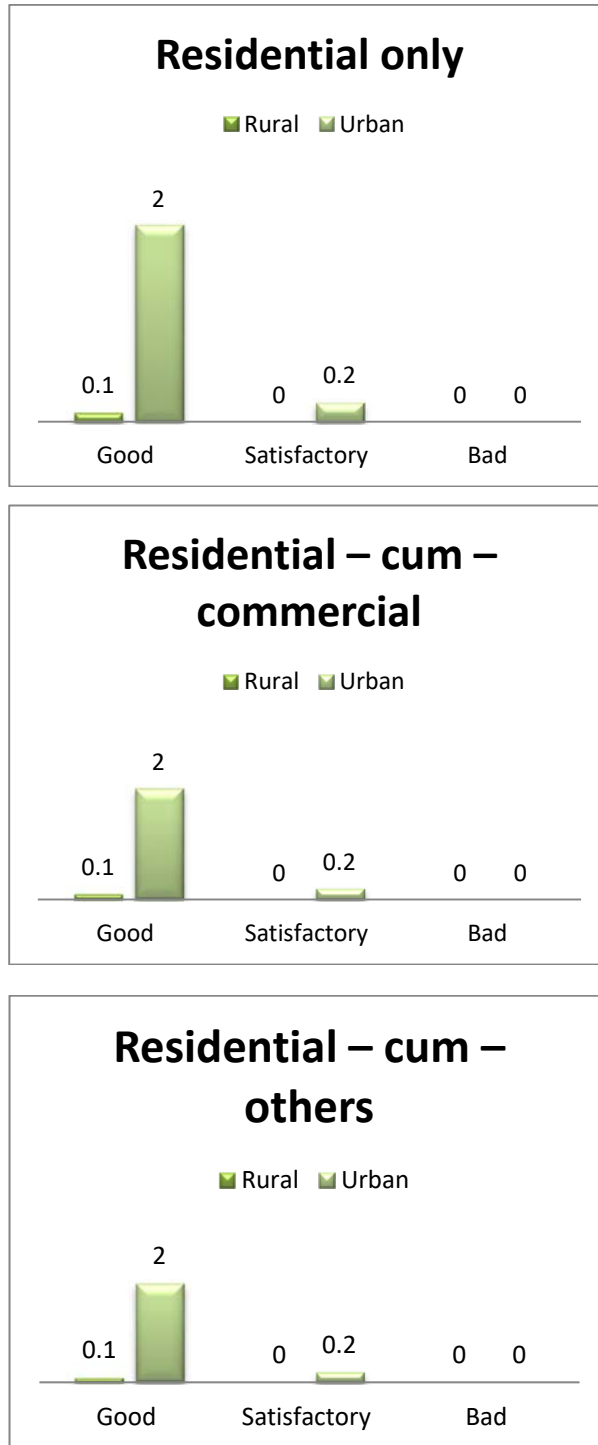 Residential only
Rural Urban
2
0.1
0 0.2
0 0
Good Satisfactory Bad
Residential – cum –
commercial
Rural Urban
2
0.1
0 0.2
0 0
Good Satisfactory Bad
Residential – cum –
others
Rural Urban
2
0.1
0 0.2
0 0
Good Satisfactory Bad